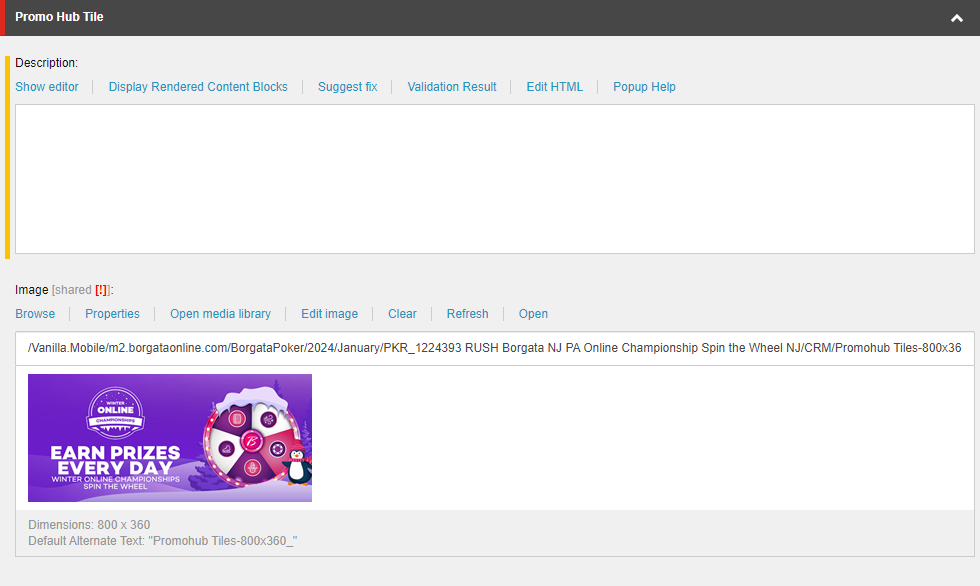 Promo Hub Tile
Description:
Show editor
Display Rendered Content Blocks
Suggest fix
Validation Result
Edit HTML
Popup Help
Image [shared [!]]:
Browse
Properties
Open media library
Edit image
Clear
Refresh
Open
/Vanilla.Mobile/m2.borgataonline.com/BorgataPoker/2024/January/PKR_1224393 RUSH Borgata NJ PA Online Championship Spin the Wheel NJ/CRM/Promohub Tiles-800x36
WINTER
ONLINE
CHAMPIONSHIPS
EARN PRIZES
EVERY DAY
WINTER ONLINE CHAMPIONSHIPS
SPIN THE WHEEL
B
Dimensions: 800 x 360
Default Alternate Text: "Promohub Tiles-800x360_"